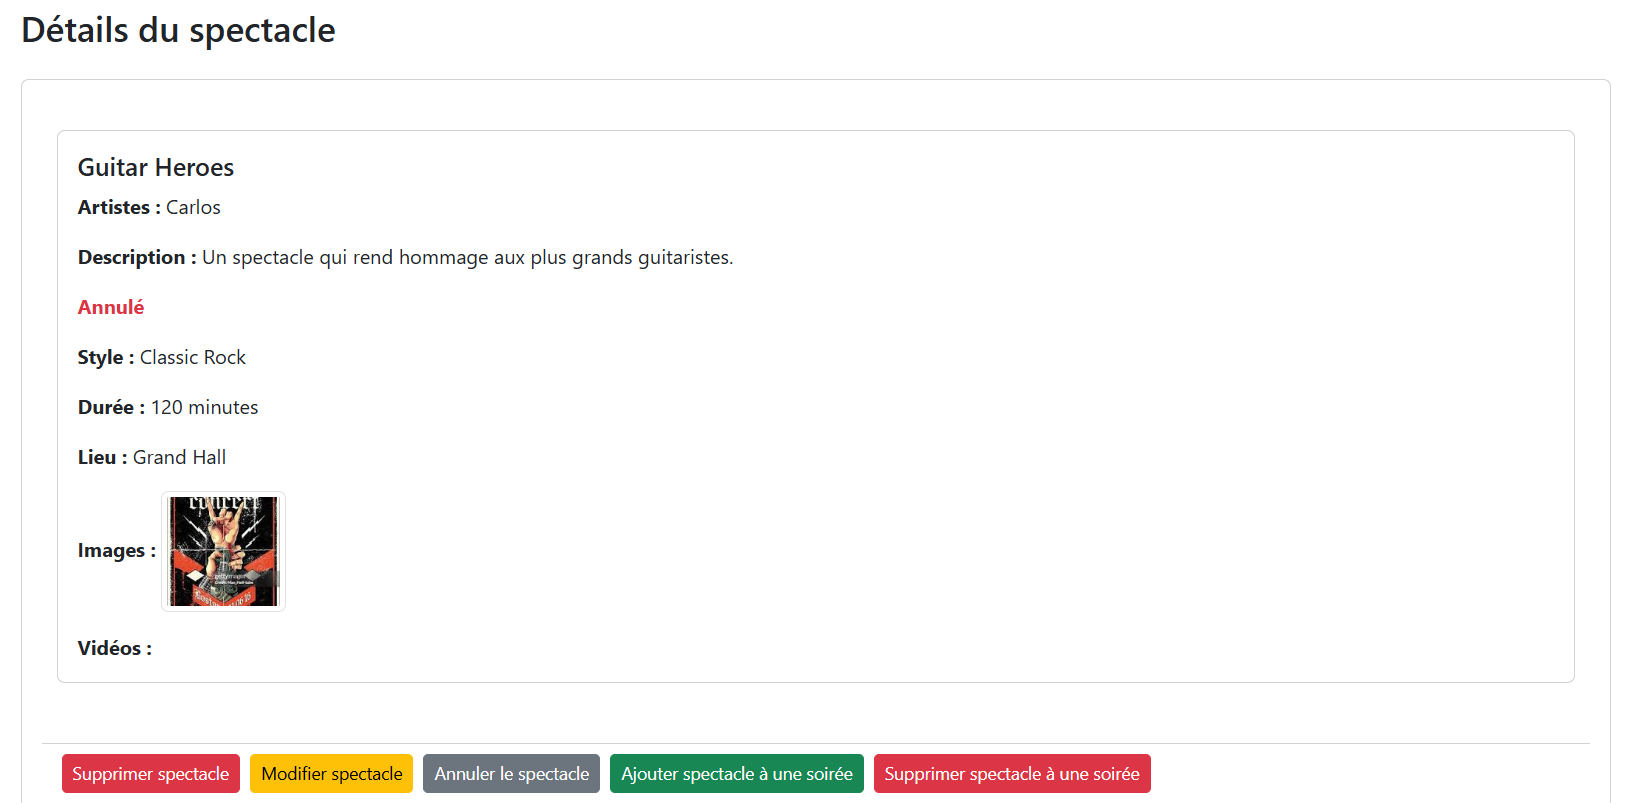 Détails du spectacle
Guitar Heroes
Artistes : Carlos
Description : Un spectacle qui rend hommage aux plus grands guitaristes.
Annulé
Style : Classic Rock
Durée : 120 minutes
Lieu : Grand Hall
Images :
concert
Vidéos :
Supprimer spectacle
Modifier spectacle
Annuler le spectacle
Ajouter spectacle à une soirée
Supprimer spectacle à une soirée